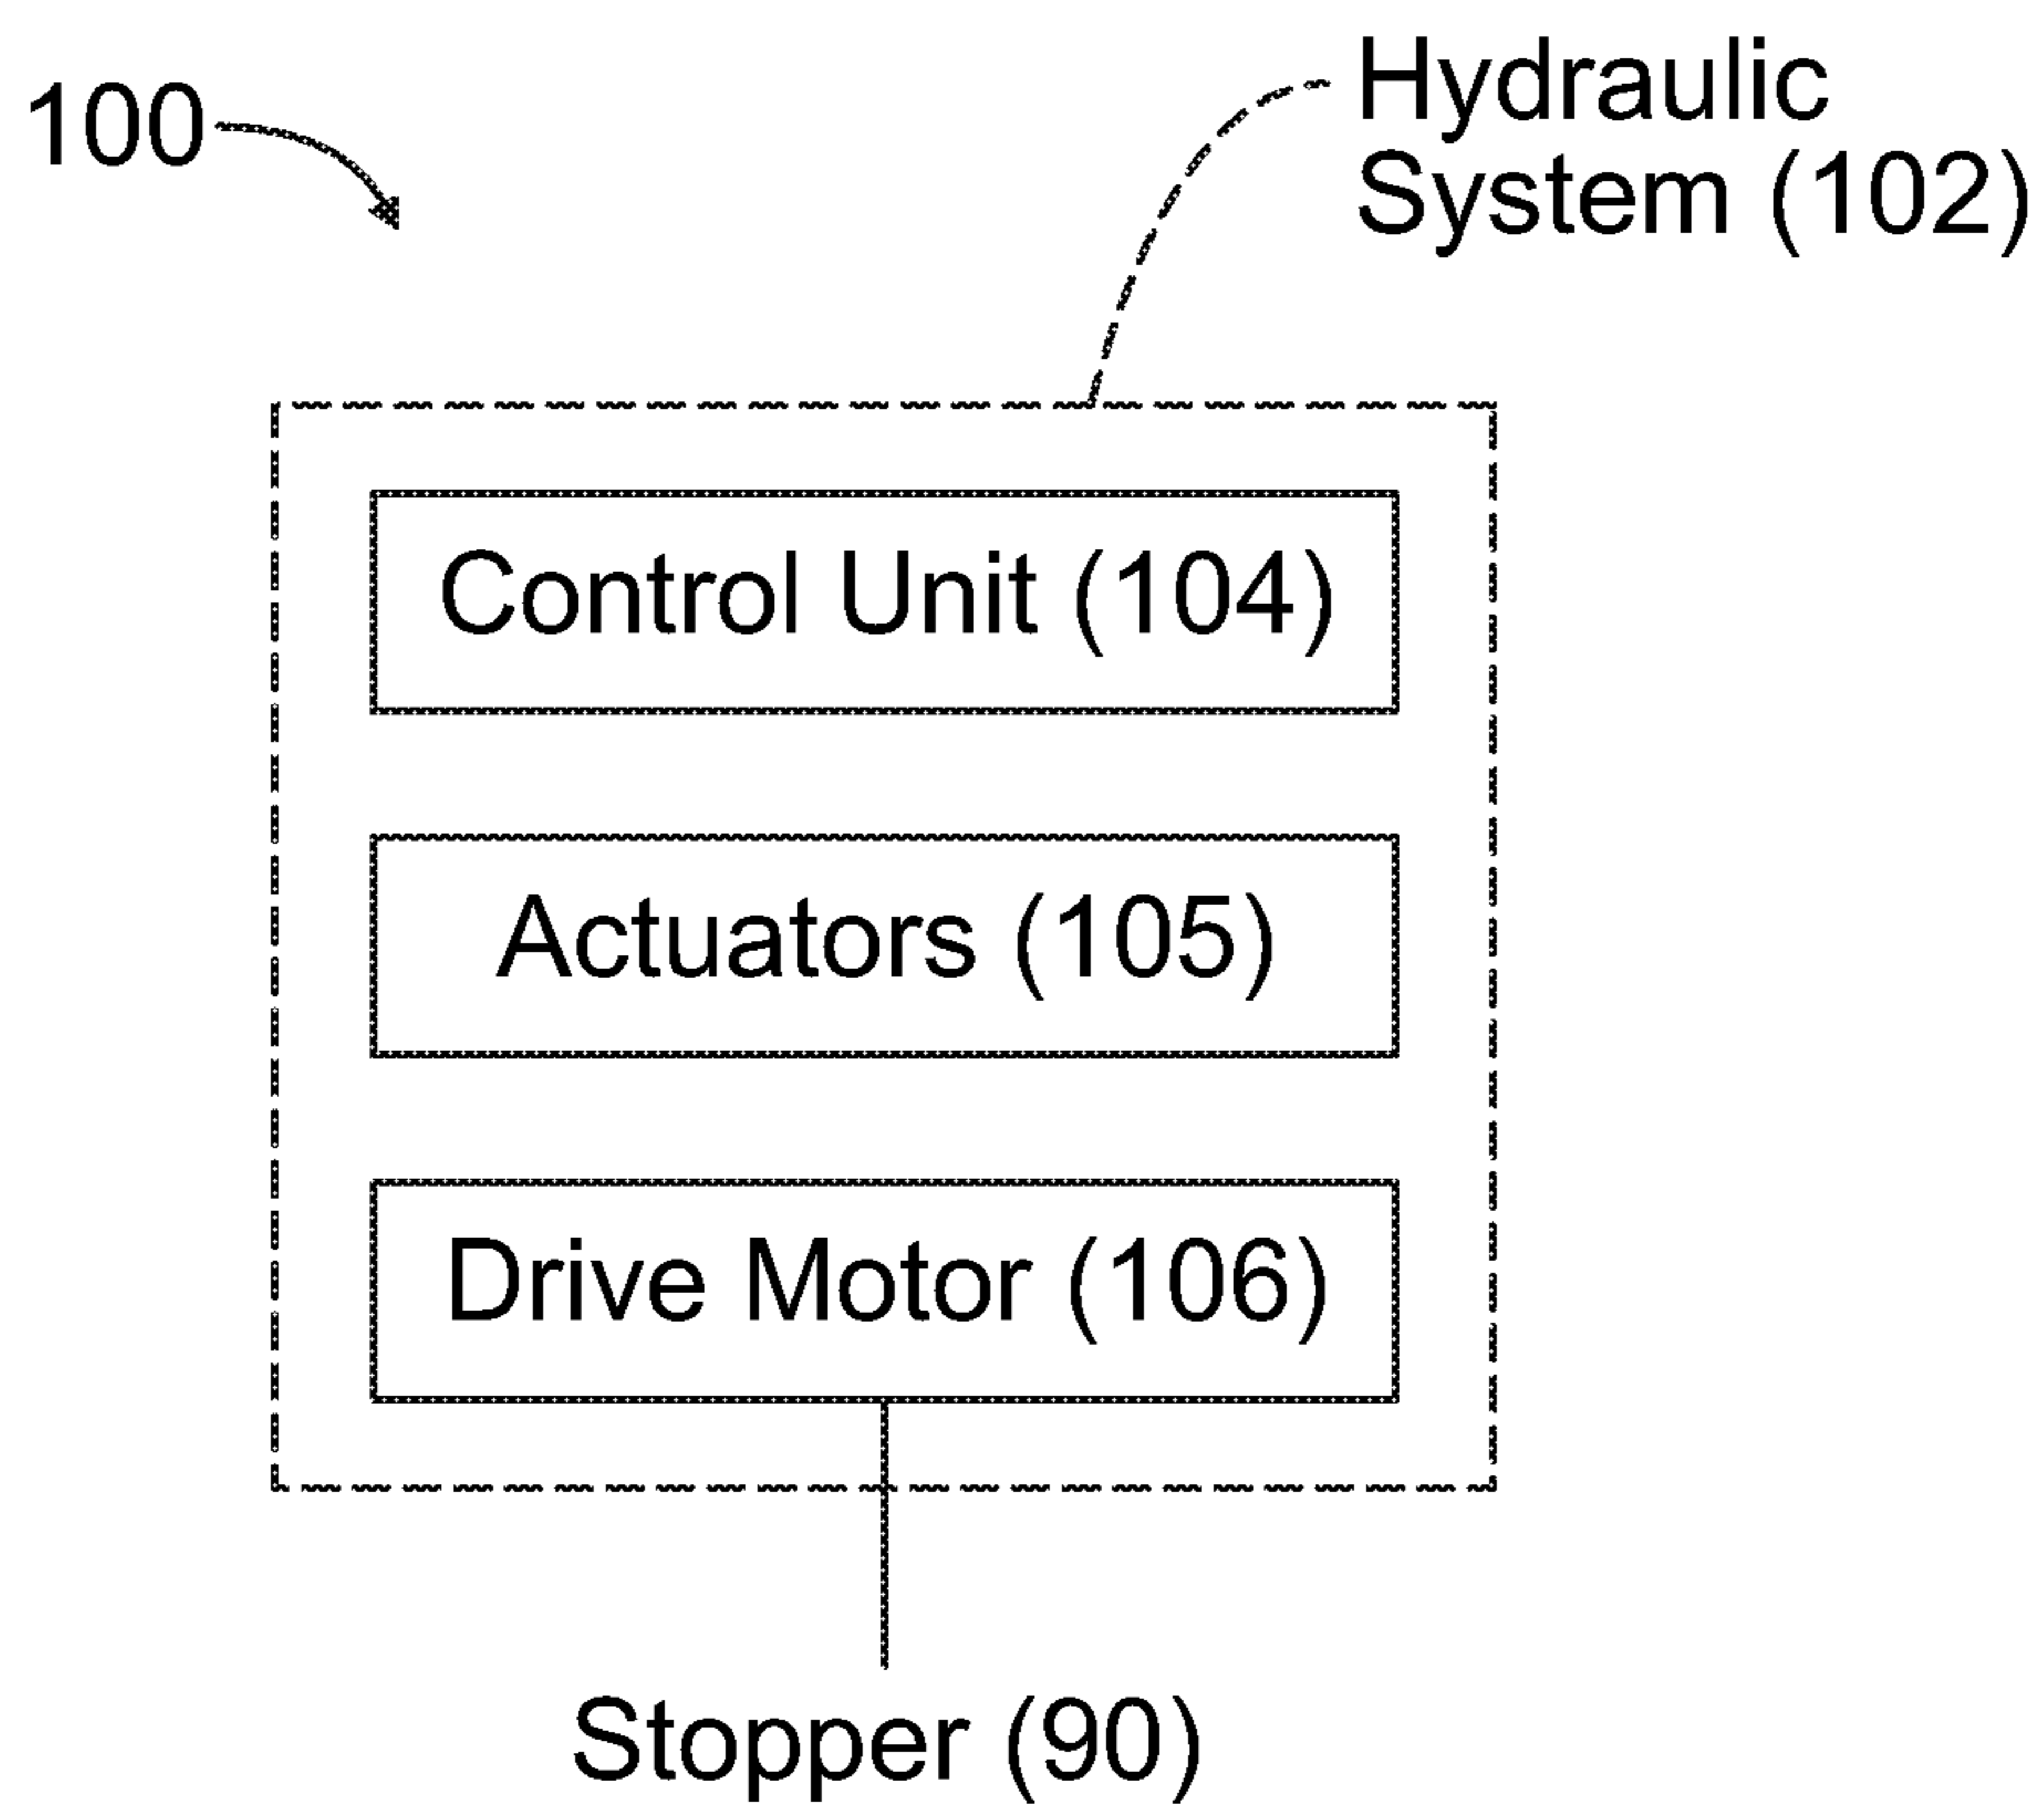 100
Hydraulic
System (102)
Control Unit (104)
Actuators (105)
Drive Motor (106)
Stopper (90)